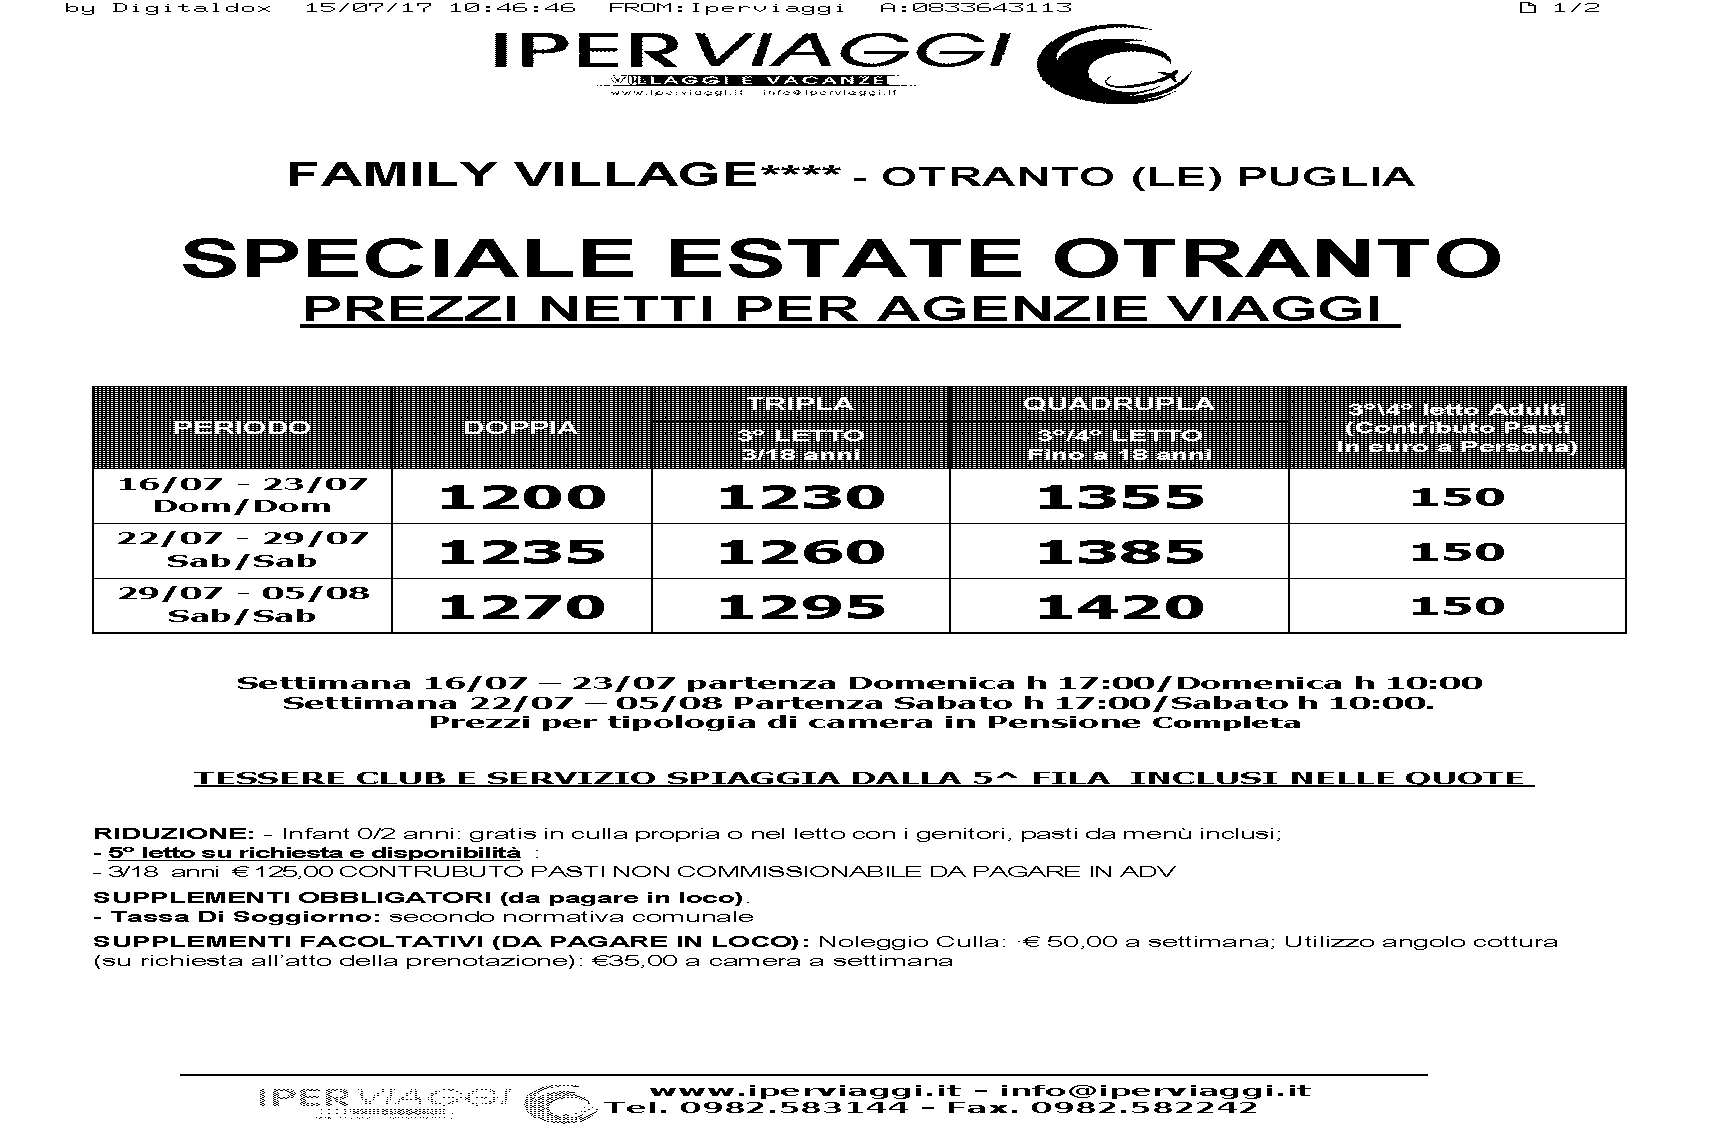 by Digitaldox 15/07/17 10:46:46 FROM:Iperviaggi A:0833643113 1/2
IPERVIAGGI
VILLAGGI E VACANZE
www.iperviaggi.it info@iperviaggi.it
FAMILY VILLAGE**** - OTRANTO (LE) PUGLIA
SPECIALE ESTATE OTRANTO
PREZZI NETTI PER AGENZIE VIAGGI
PERIODO DOPPIA TRIPLA QUADRUPLA 3°\4° letto Adulti
(Contributo Pasti
In euro a Persona)
3° LETTO 3°/4° LETTO
3/18 anni Fino a 18 anni
16/07 - 23/07
Dom/Dom 1200 1230 1355 150
22/07 - 29/07
Sab/Sab 1235 1260 1385 150
29/07 - 05/08
Sab/Sab 1270 1295 1420 150
Settimana 16/07 – 23/07 partenza Domenica h 17:00/Domenica h 10:00
Settimana 22/07 – 05/08 Partenza Sabato h 17:00/Sabato h 10:00.
Prezzi per tipologia di camera in Pensione Completa
TESSERE CLUB E SERVIZIO SPIAGGIA DALLA 5^ FILA INCLUSI NELLE QUOTE
RIDUZIONE: - Infant 0/2 anni: gratis in culla propria o nel letto con i genitori, pasti da menù inclusi;
- 5° letto su richiesta e disponibilità :
- 3/18 anni € 125,00 CONTRUBUTO PASTI NON COMMISSIONABILE DA PAGARE IN ADV
SUPPLEMENTI OBBLIGATORI (da pagare in loco).
- Tassa Di Soggiorno: secondo normativa comunale
SUPPLEMENTI FACOLTATIVI (DA PAGARE IN LOCO): Noleggio Culla: € 50,00 a settimana; Utilizzo angolo cottura
(su richiesta all'atto della prenotazione): €35,00 a camera a settimana
IPERVIAGGI
www.iperviaggi.it - info@iperviaggi.it
Tel. 0982.583144 - Fax. 0982.582242